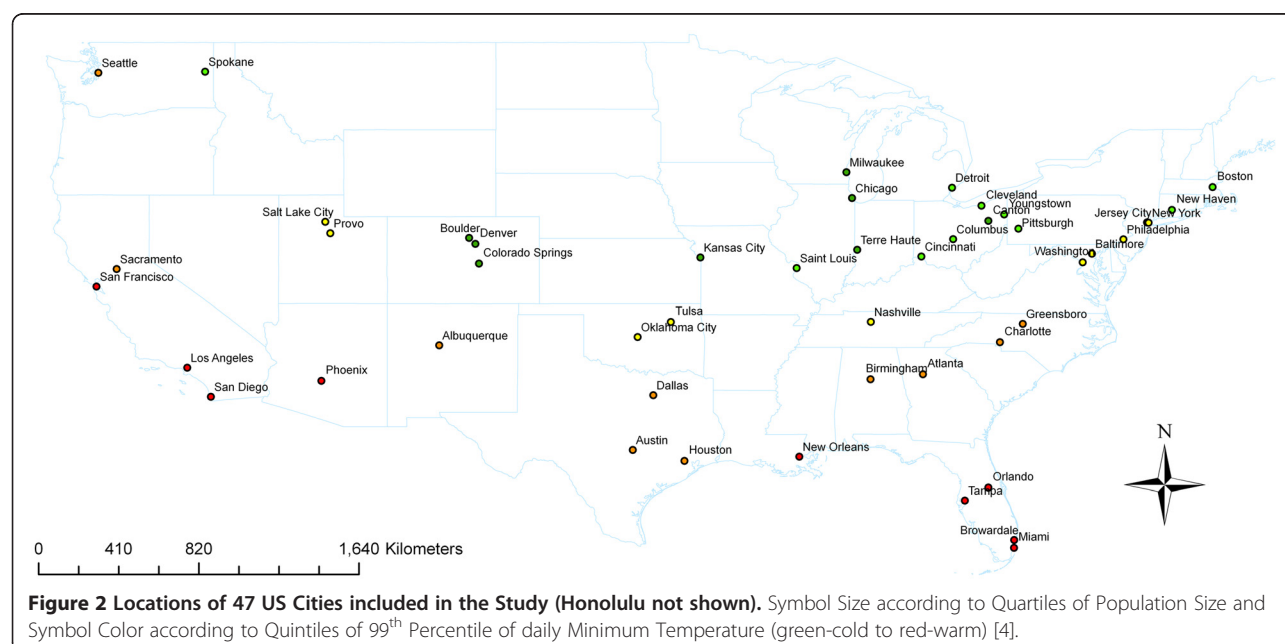 Seattle
Spokane
Milwaukee
Chicago
Detroit
Cleveland
Youngstown
Canton
Pittsburgh
Columbus
Boston
New Haven
Jersey City
New York
Philadelphia
Baltimore
Washington
Salt Lake City
Provo
Boulder
Denver
Colorado Springs
Kansas City
Saint Louis
Terre Haute
Cincinnati
Sacramento
San Francisco
Los Angeles
San Diego
Phoenix
Albuquerque
Tulsa
Oklahoma City
Nashville
Greensboro
Charlotte
Birmingham
Atlanta
Dallas
Austin
Houston
New Orleans
Orlando
Tampa
Browardale
Miami
N
0 410 820 1,640 Kilometers
Figure 2 Locations of 47 US Cities included in the Study (Honolulu not shown). Symbol Size according to Quartiles of Population Size and
Symbol Color according to Quintiles of 99th Percentile of daily Minimum Temperature (green-cold to red-warm) [4].